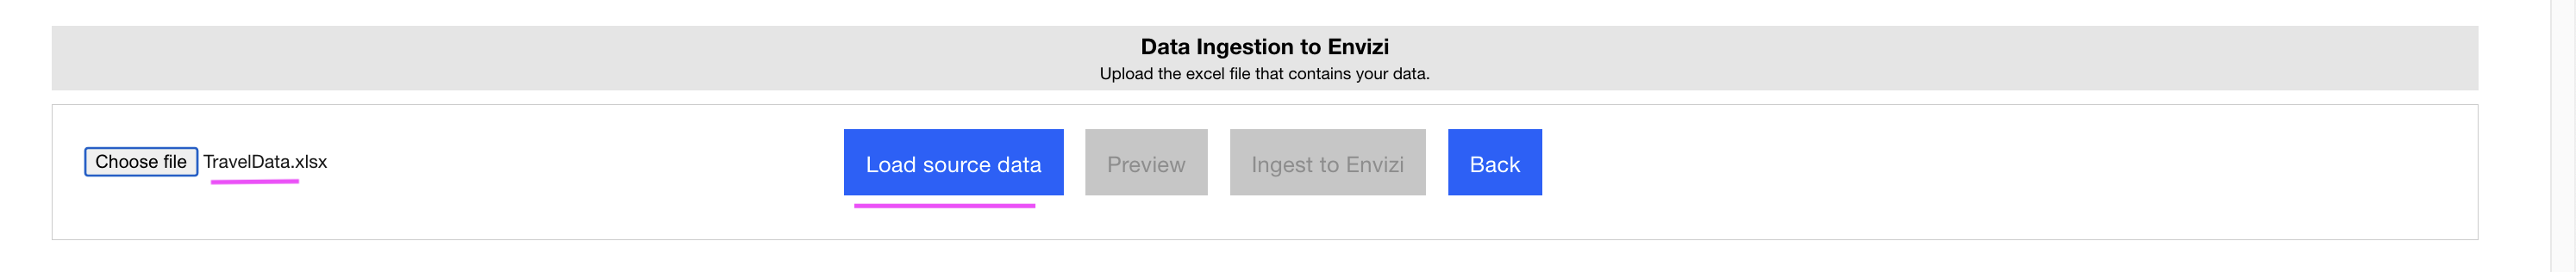 Data Ingestion to Envizi
Upload the excel file that contains your data.
Choose file TravelData.xlsx
Load source data
Preview
Ingest to Envizi
Back